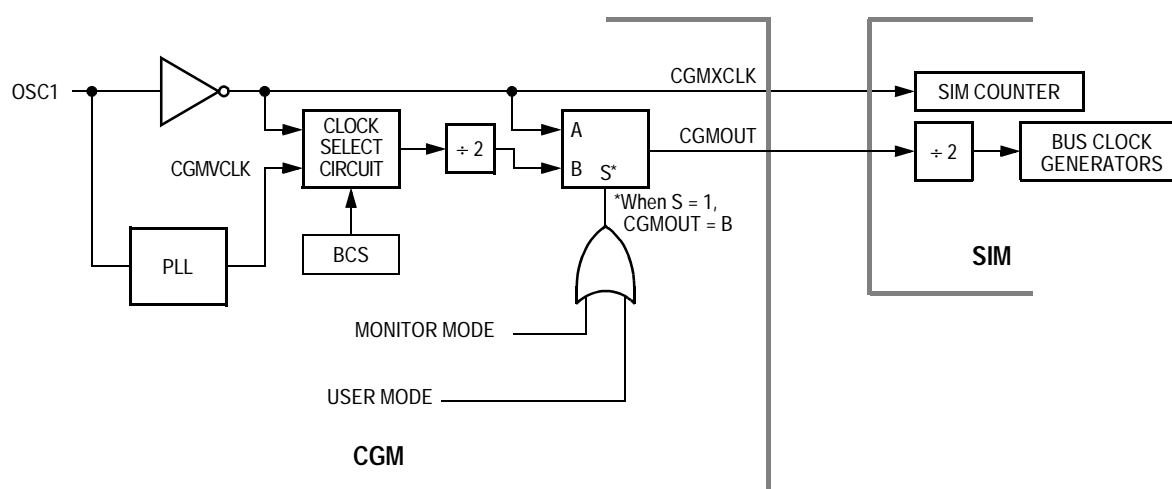 OSC1
CGMXCLK
SIM COUNTER
CLOCK
SELECT
CIRCUIT
÷ 2
A
B
S*
CGMOUT
÷ 2
BUS CLOCK
GENERATORS
CGMVCLK
*When S = 1,
CGMOUT = B
PLL
BCS
SIM
MONITOR MODE
USER MODE
CGM